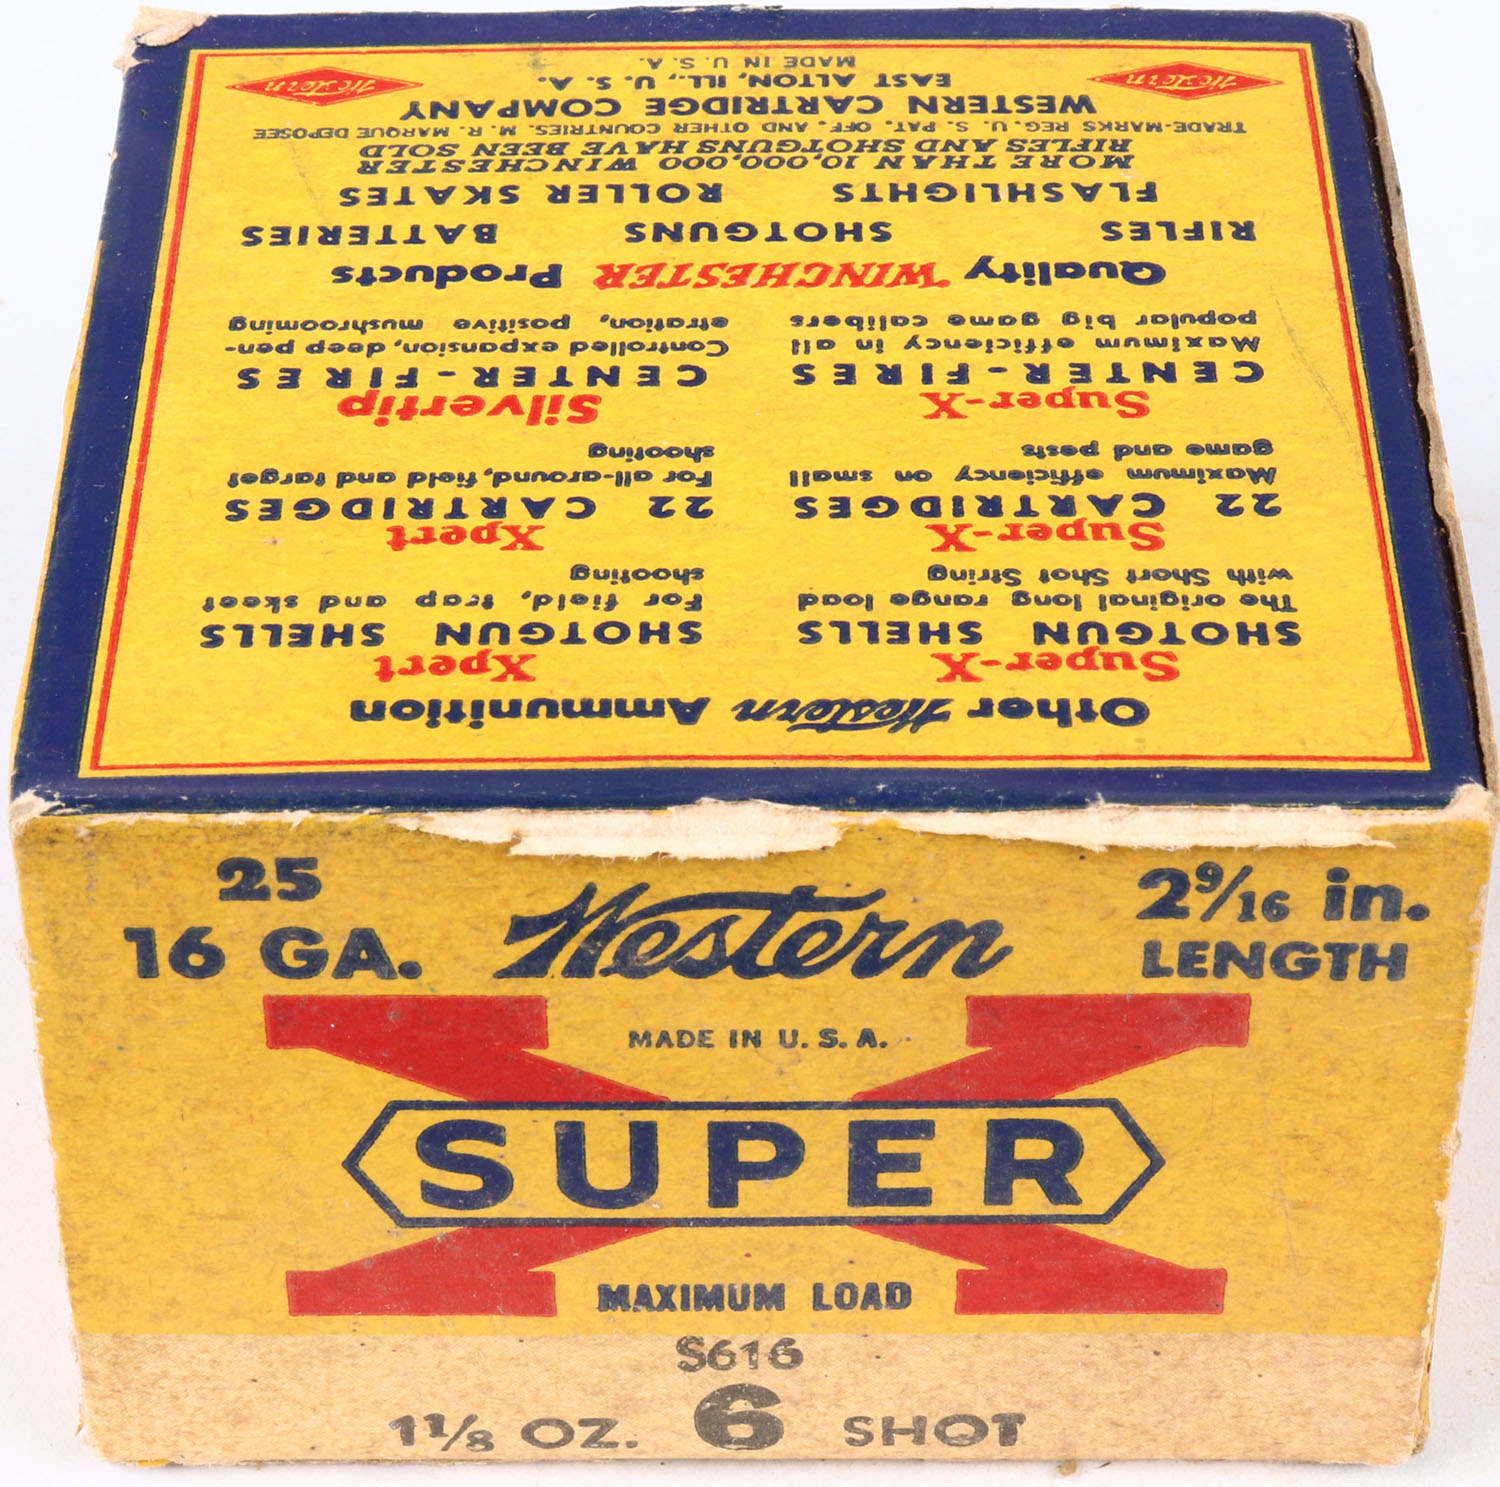 Other Western Ammunition
Super-X
SHOTGUN SHELLS
The original long range load
with Short Shot String
Xpert
SHOTGUN SHELLS
For field, trap and skeet
shooting
Super-X
22 CARTRIDGES
Maximum efficiency on small
game and pests
Xpert
22 CARTRIDGES
For all-around, field and target
shooting
Super-X
CENTER-FIRES
Maximum efficiency in all
popular big game calibers
Silvertip
CENTER-FIRES
Controlled expansion, deep pen-
etration, positive mushrooming
Quality WINCHESTER Products
RIFLES SHOTGUNS BATTERIES
FLASHLIGHTS ROLLER SKATES
MORE THAN 10,000,000 WINCHESTER
RIFLES AND SHOTGUNS HAVE BEEN SOLD
TRADE-MARKS REG. U. S. PAT. OFF. AND OTHER COUNTRIES. M. R. MARQUE DEPOSEE
WESTERN CARTRIDGE COMPANY
Western EAST ALTON, ILL., U. S. A. Western
MADE IN U. S. A.
25
16 GA.
Western
2 9/16 in.
LENGTH
MADE IN U. S. A.
X
SUPER
MAXIMUM LOAD
S616
1 1/8 OZ. 6 SHOT